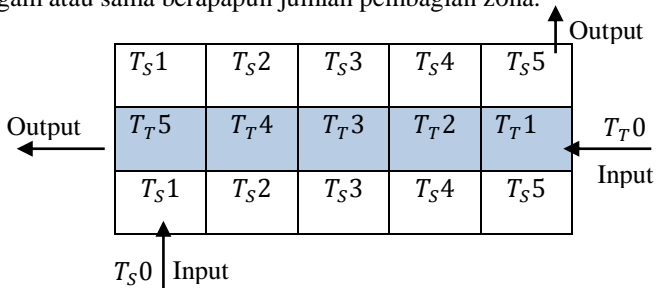 gam atau sama berapapun jumlah pembagian zona.
Output
T_S1 T_S2 T_S3 T_S4 T_S5
Output T_T5 T_T4 T_T3 T_T2 T_T1 T_T0
Input
T_S1 T_S2 T_S3 T_S4 T_S5
T_S0 Input